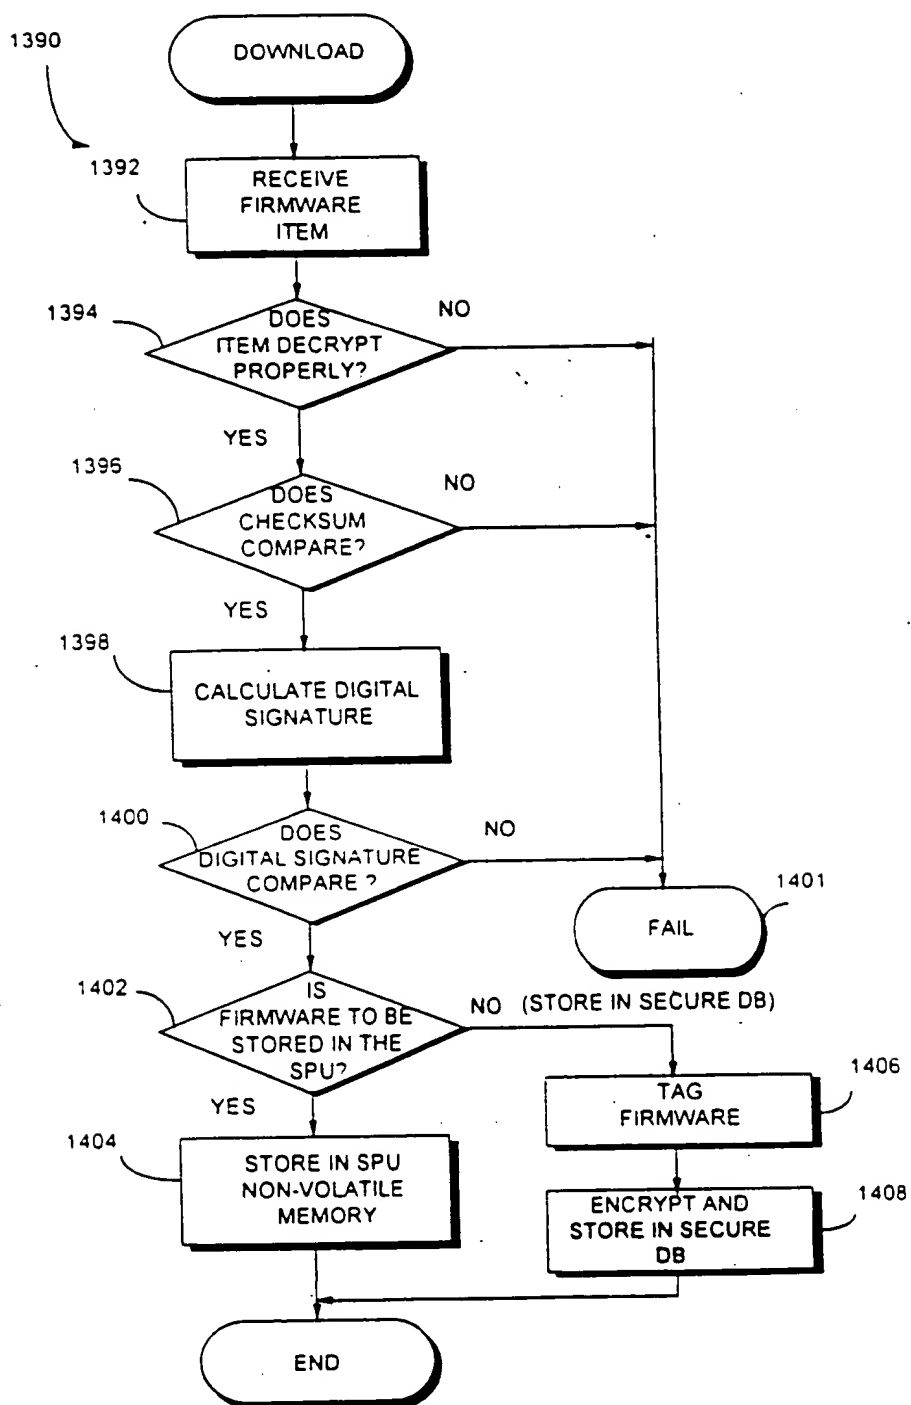 1390
DOWNLOAD
1392
RECEIVE
FIRMWARE
ITEM
1394
DOES
ITEM DECRYPT
PROPERLY?
NO
YES
1396
DOES
CHECKSUM
COMPARE?
NO
YES
1398
CALCULATE DIGITAL
SIGNATURE
1400
DOES
DIGITAL SIGNATURE
COMPARE ?
NO
YES
1401
FAIL
1402
IS
FIRMWARE TO BE
STORED IN THE
SPU?
NO (STORE IN SECURE DB)
YES
1404
STORE IN SPU
NON-VOLATILE
MEMORY
1406
TAG
FIRMWARE
1408
ENCRYPT AND
STORE IN SECURE
DB
END